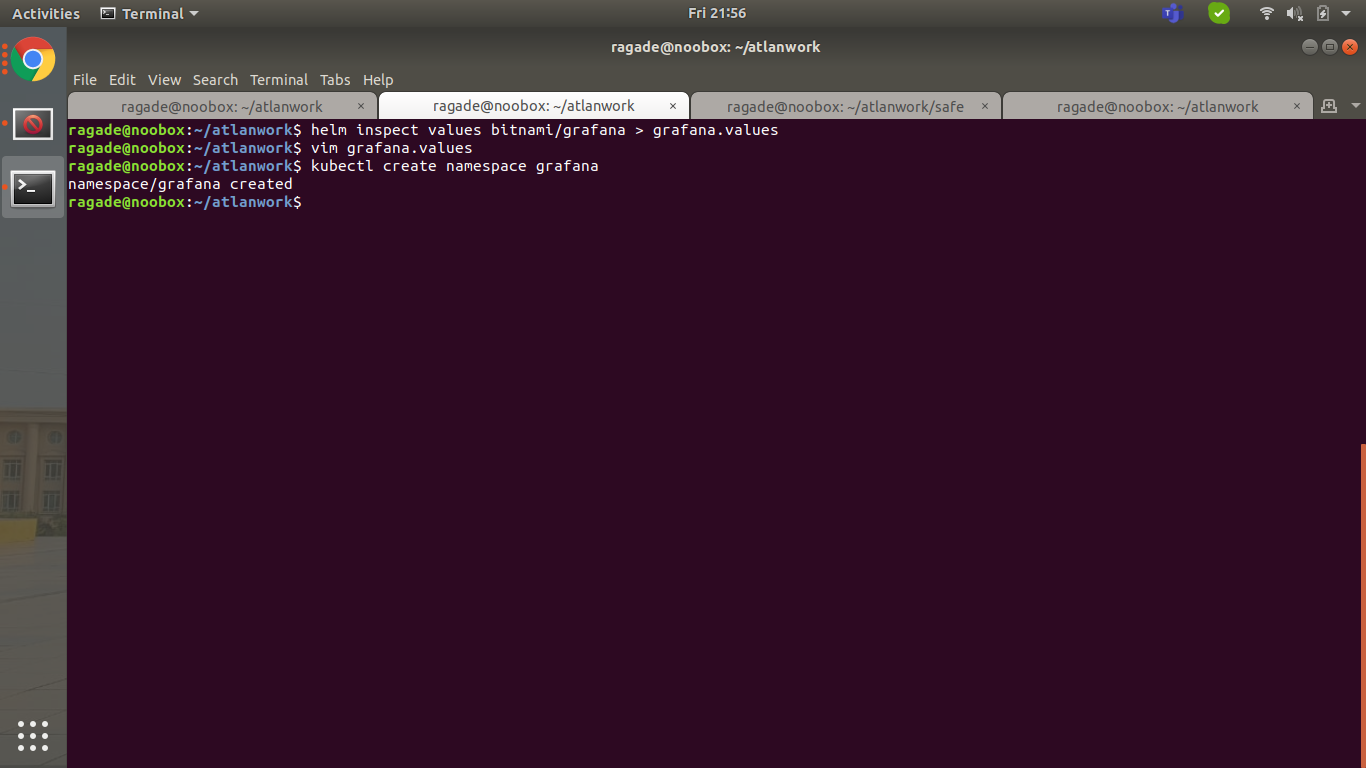 Activities Terminal Fri 21:56
ragade@noobox: ~/atlanwork
File Edit View Search Terminal Tabs Help
ragade@noobox: ~/atlanwork × ragade@noobox: ~/atlanwork × ragade@noobox: ~/atlanwork/safe × ragade@noobox: ~/atlanwork ×
ragade@noobox:~/atlanwork$ helm inspect values bitnami/grafana > grafana.values
ragade@noobox:~/atlanwork$ vim grafana.values
ragade@noobox:~/atlanwork$ kubectl create namespace grafana
namespace/grafana created
ragade@noobox:~/atlanwork$